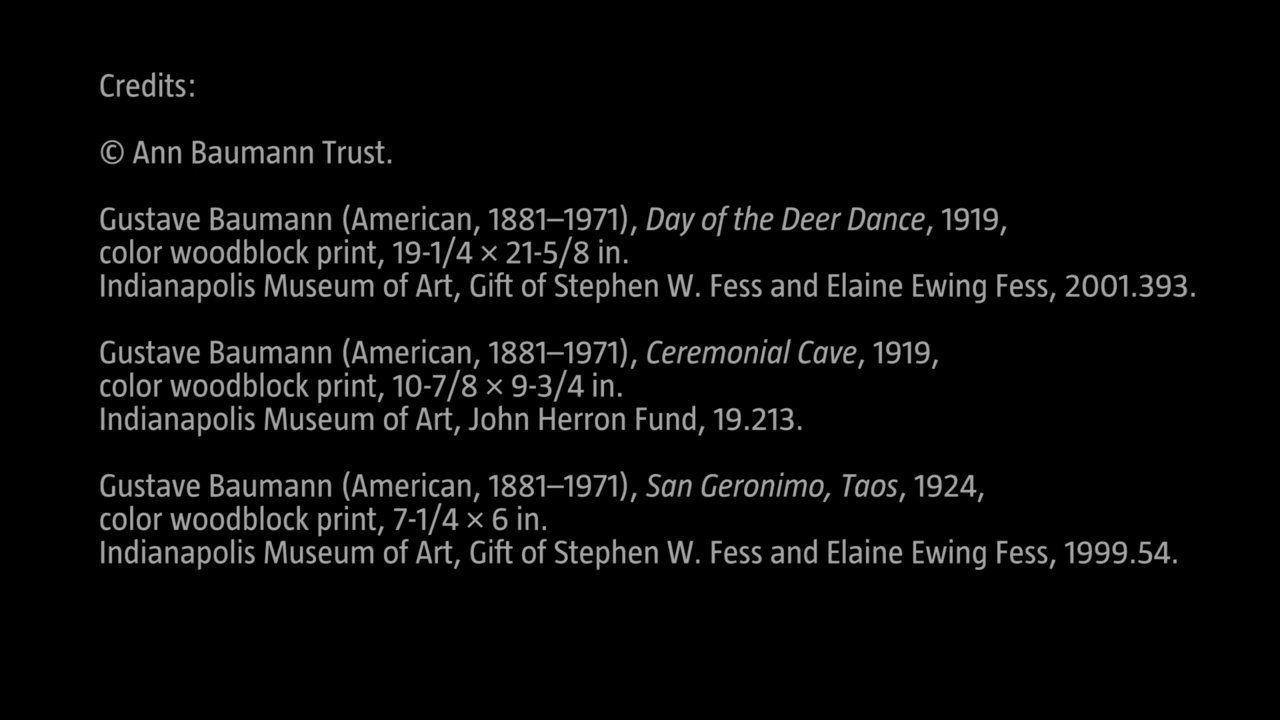 Credits:
© Ann Baumann Trust.
Gustave Baumann (American, 1881–1971), Day of the Deer Dance, 1919,
color woodblock print, 19-1/4 × 21-5/8 in.
Indianapolis Museum of Art, Gift of Stephen W. Fess and Elaine Ewing Fess, 2001.393.
Gustave Baumann (American, 1881–1971), Ceremonial Cave, 1919,
color woodblock print, 10-7/8 × 9-3/4 in.
Indianapolis Museum of Art, John Herron Fund, 19.213.
Gustave Baumann (American, 1881–1971), San Geronimo, Taos, 1924,
color woodblock print, 7-1/4 × 6 in.
Indianapolis Museum of Art, Gift of Stephen W. Fess and Elaine Ewing Fess, 1999.54.